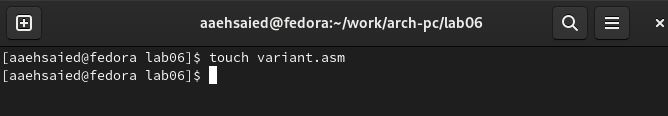 aaehsaied@fedora:~/work/arch-pc/lab06
[aaehsaied@fedora lab06]$ touch variant.asm
[aaehsaied@fedora lab06]$